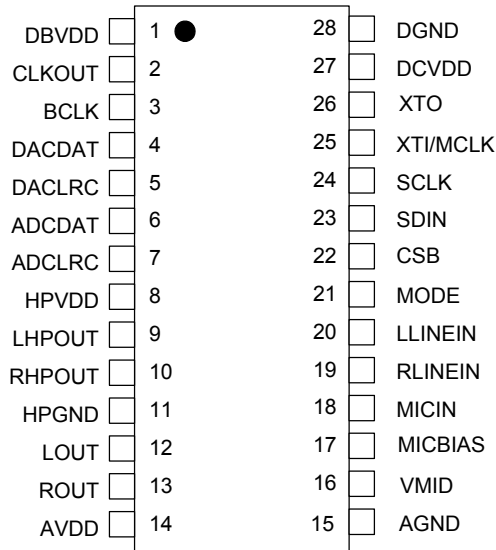 DBVDD 1 28 DGND
CLKOUT 2 27 DCVDD
BCLK 3 26 XTO
DACDAT 4 25 XTI/MCLK
DACLRC 5 24 SCLK
ADCDAT 6 23 SDIN
ADCLRC 7 22 CSB
HPVDD 8 21 MODE
LHPOUT 9 20 LLINEIN
RHPOUT 10 19 RLINEIN
HPGND 11 18 MICIN
LOUT 12 17 MICBIAS
ROUT 13 16 VMID
AVDD 14 15 AGND